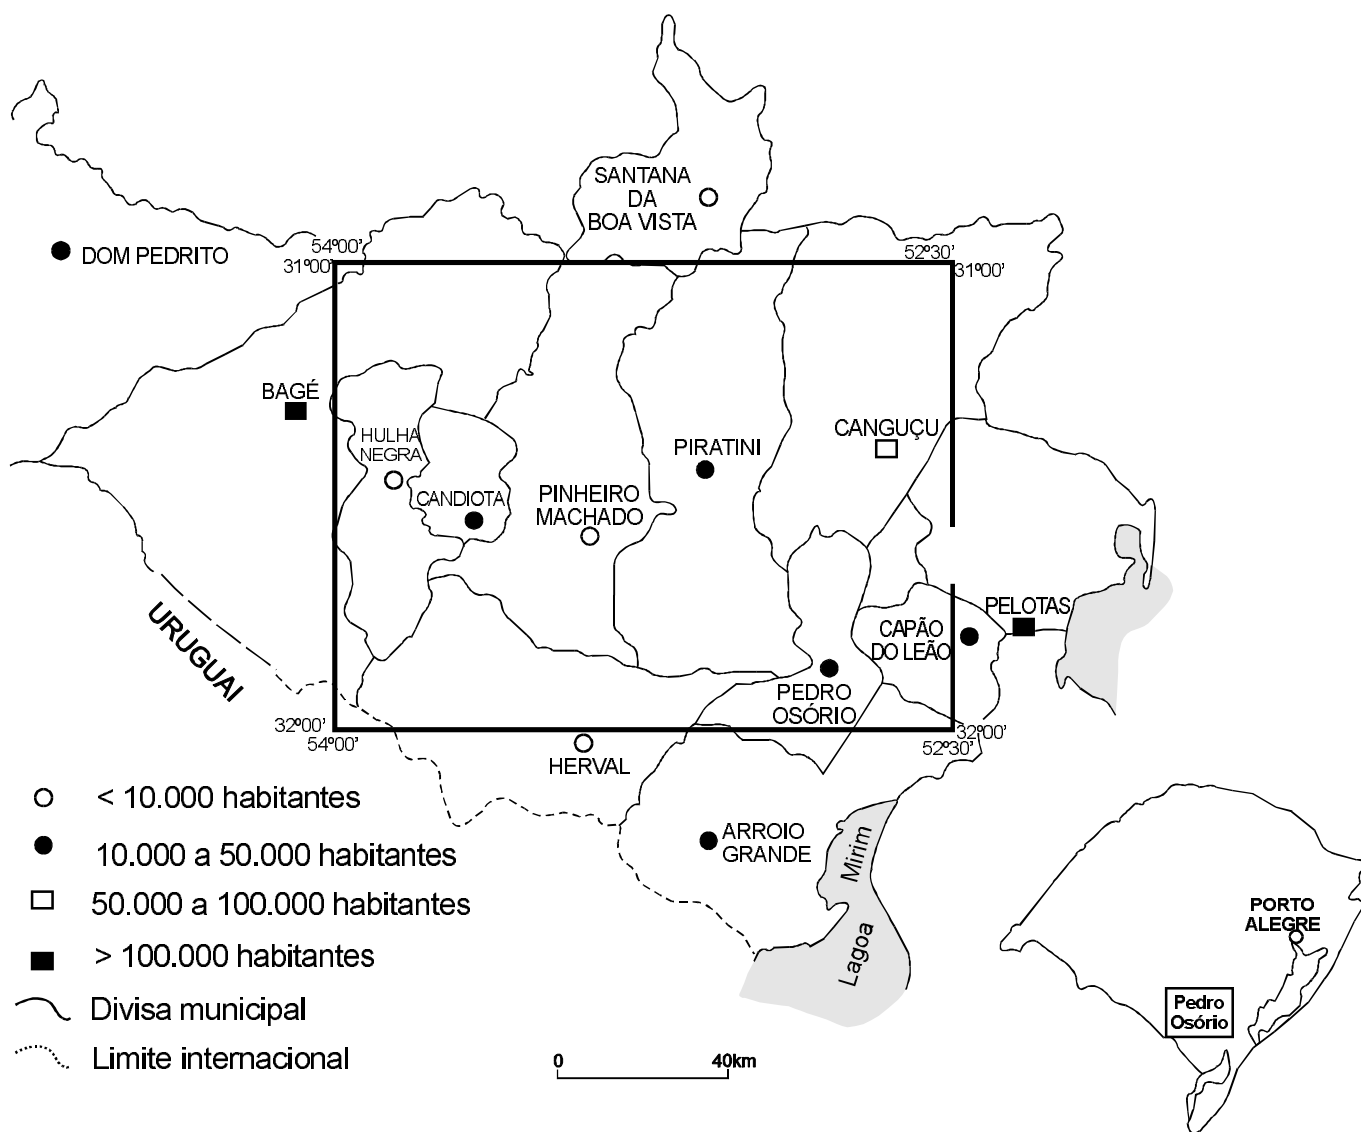 SANTANA
DA
BOA VISTA
DOM PEDRITO
54º00'
31º00'
52º30'
31º00'
BAGÉ
HULHA
NEGRA
CANDIOTA
PINHEIRO
MACHADO
PIRATINI
CANGUÇU
PELOTAS
CAPÃO
DO LEÃO
PEDRO
OSÓRIO
URUGUAI
32º00'
54º00'
32º00'
52º30'
HERVAL
ARROIO
GRANDE
Lagoa Mirim
< 10.000 habitantes
10.000 a 50.000 habitantes
50.000 a 100.000 habitantes
> 100.000 habitantes
Divisa municipal
Limite internacional
0 40km
PORTO
ALEGRE
Pedro
Osório